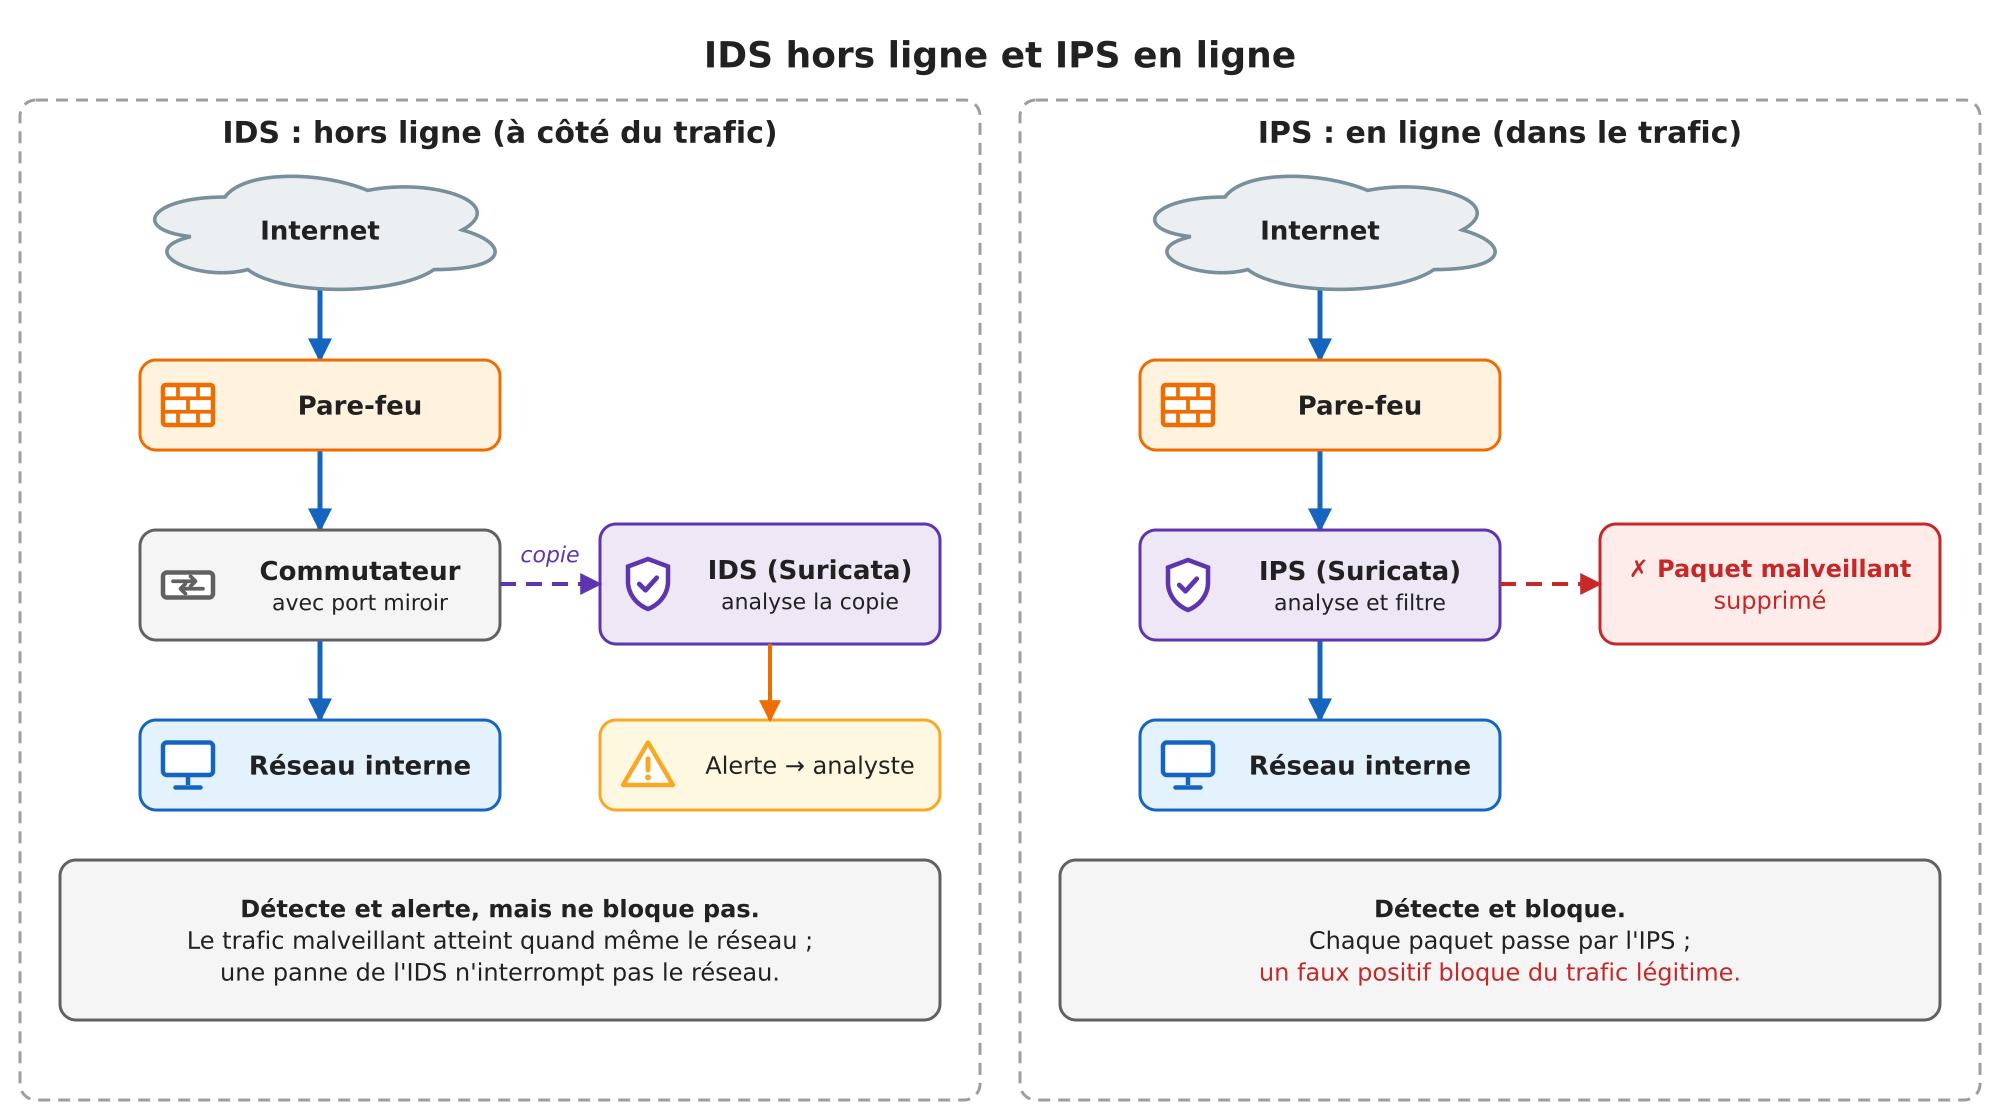 IDS hors ligne et IPS en ligne
IDS : hors ligne (à côté du trafic)
Internet
Pare-feu
Commutateur
avec port miroir
copie
IDS (Suricata)
analyse la copie
Réseau interne
Alerte → analyste
Détecte et alerte, mais ne bloque pas.
Le trafic malveillant atteint quand même le réseau ;
une panne de l'IDS n'interrompt pas le réseau.
IPS : en ligne (dans le trafic)
Internet
Pare-feu
IPS (Suricata)
analyse et filtre
✗ Paquet malveillant
supprimé
Réseau interne
Détecte et bloque.
Chaque paquet passe par l'IPS ;
un faux positif bloque du trafic légitime.